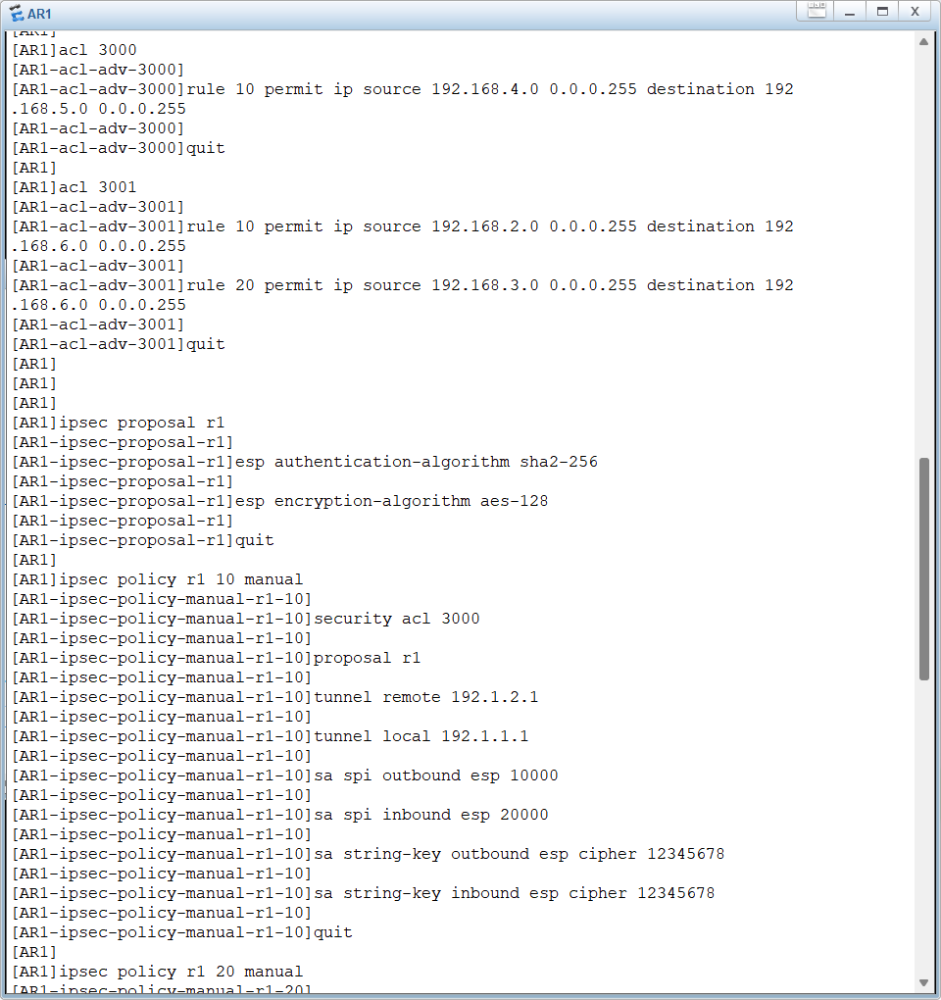 AR1
[AR1]
[AR1]acl 3000
[AR1-acl-adv-3000]
[AR1-acl-adv-3000]rule 10 permit ip source 192.168.4.0 0.0.0.255 destination 192
.168.5.0 0.0.0.255
[AR1-acl-adv-3000]
[AR1-acl-adv-3000]quit
[AR1]
[AR1]acl 3001
[AR1-acl-adv-3001]
[AR1-acl-adv-3001]rule 10 permit ip source 192.168.2.0 0.0.0.255 destination 192
.168.6.0 0.0.0.255
[AR1-acl-adv-3001]
[AR1-acl-adv-3001]rule 20 permit ip source 192.168.3.0 0.0.0.255 destination 192
.168.6.0 0.0.0.255
[AR1-acl-adv-3001]
[AR1-acl-adv-3001]quit
[AR1]
[AR1]
[AR1]
[AR1]ipsec proposal r1
[AR1-ipsec-proposal-r1]
[AR1-ipsec-proposal-r1]esp authentication-algorithm sha2-256
[AR1-ipsec-proposal-r1]
[AR1-ipsec-proposal-r1]esp encryption-algorithm aes-128
[AR1-ipsec-proposal-r1]
[AR1-ipsec-proposal-r1]quit
[AR1]
[AR1]ipsec policy r1 10 manual
[AR1-ipsec-policy-manual-r1-10]
[AR1-ipsec-policy-manual-r1-10]security acl 3000
[AR1-ipsec-policy-manual-r1-10]
[AR1-ipsec-policy-manual-r1-10]proposal r1
[AR1-ipsec-policy-manual-r1-10]
[AR1-ipsec-policy-manual-r1-10]tunnel remote 192.1.2.1
[AR1-ipsec-policy-manual-r1-10]
[AR1-ipsec-policy-manual-r1-10]tunnel local 192.1.1.1
[AR1-ipsec-policy-manual-r1-10]
[AR1-ipsec-policy-manual-r1-10]sa spi outbound esp 10000
[AR1-ipsec-policy-manual-r1-10]
[AR1-ipsec-policy-manual-r1-10]sa spi inbound esp 20000
[AR1-ipsec-policy-manual-r1-10]
[AR1-ipsec-policy-manual-r1-10]sa string-key outbound esp cipher 12345678
[AR1-ipsec-policy-manual-r1-10]
[AR1-ipsec-policy-manual-r1-10]sa string-key inbound esp cipher 12345678
[AR1-ipsec-policy-manual-r1-10]
[AR1-ipsec-policy-manual-r1-10]quit
[AR1]
[AR1]ipsec policy r1 20 manual
[AR1-ipsec-policy-manual-r1-20]